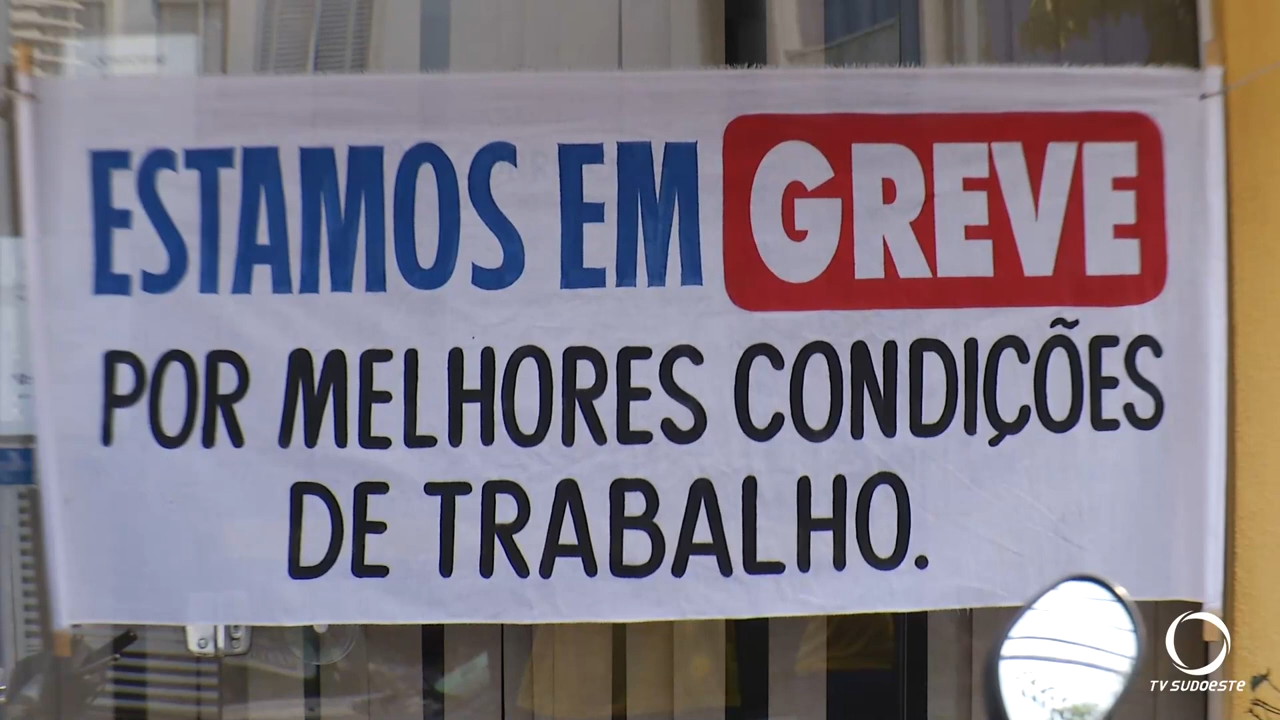 ESTAMOS EM GREVE
POR MELHORES CONDIÇÕES
DE TRABALHO.
TV SUDOESTE